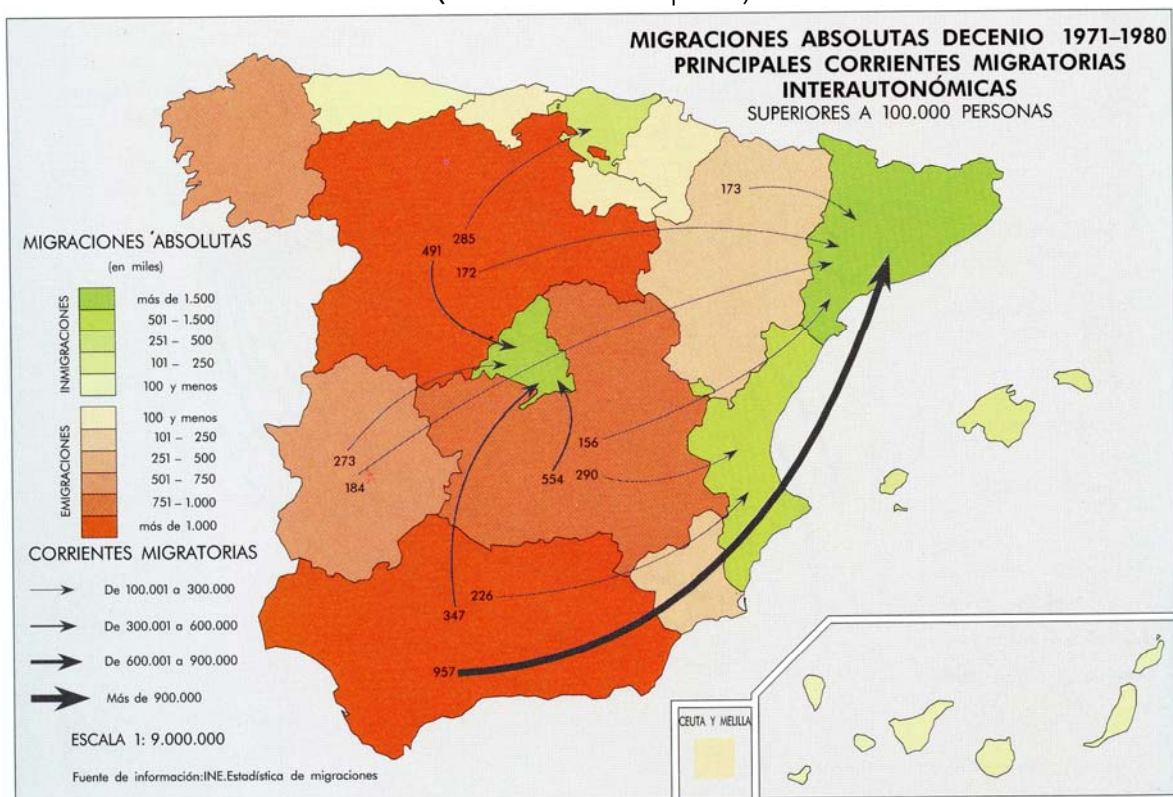 MIGRACIONES ABSOLUTAS DECENIO 1971–1980
PRINCIPALES CORRIENTES MIGRATORIAS
INTERAUTONÓMICAS
SUPERIORES A 100.000 PERSONAS
173
285
491
172
MIGRACIONES ABSOLUTAS
(en miles)
INMIGRACIONES
más de 1.500
501 – 1.500
251 – 500
101 – 250
100 y menos
EMIGRACIONES
100 y menos
101 – 250
251 – 500
501 – 750
751 – 1.000
más de 1.000
273
184
156
554
290
226
347
957
CORRIENTES MIGRATORIAS
De 100.001 a 300.000
De 300.001 a 600.000
De 600.001 a 900.000
Más de 900.000
ESCALA 1: 9.000.000
Fuente de información:INE.Estadística de migraciones
CEUTA Y MELILLA